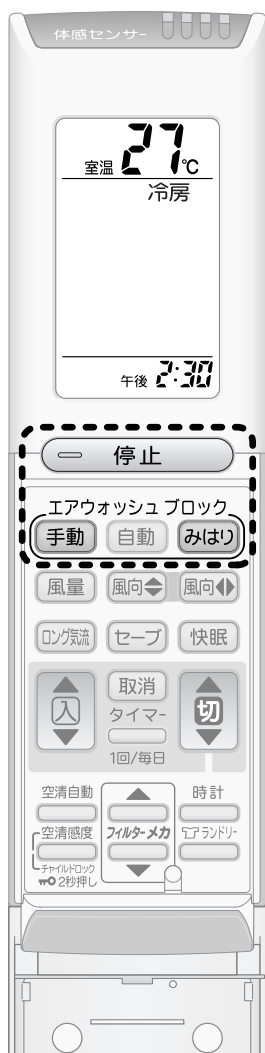 体感センサー
室温 27℃
冷房
午後 2:30
停止
エアウォッシュ ブロック
手動 自動 みはり
風量 風向 風向
ロング気流 セーブ 快眠
入 取消 切
タイマー
1回/毎日
空清自動 時計
空清感度 フィルターメカ ランドリー
チャイルドロック
2秒押し